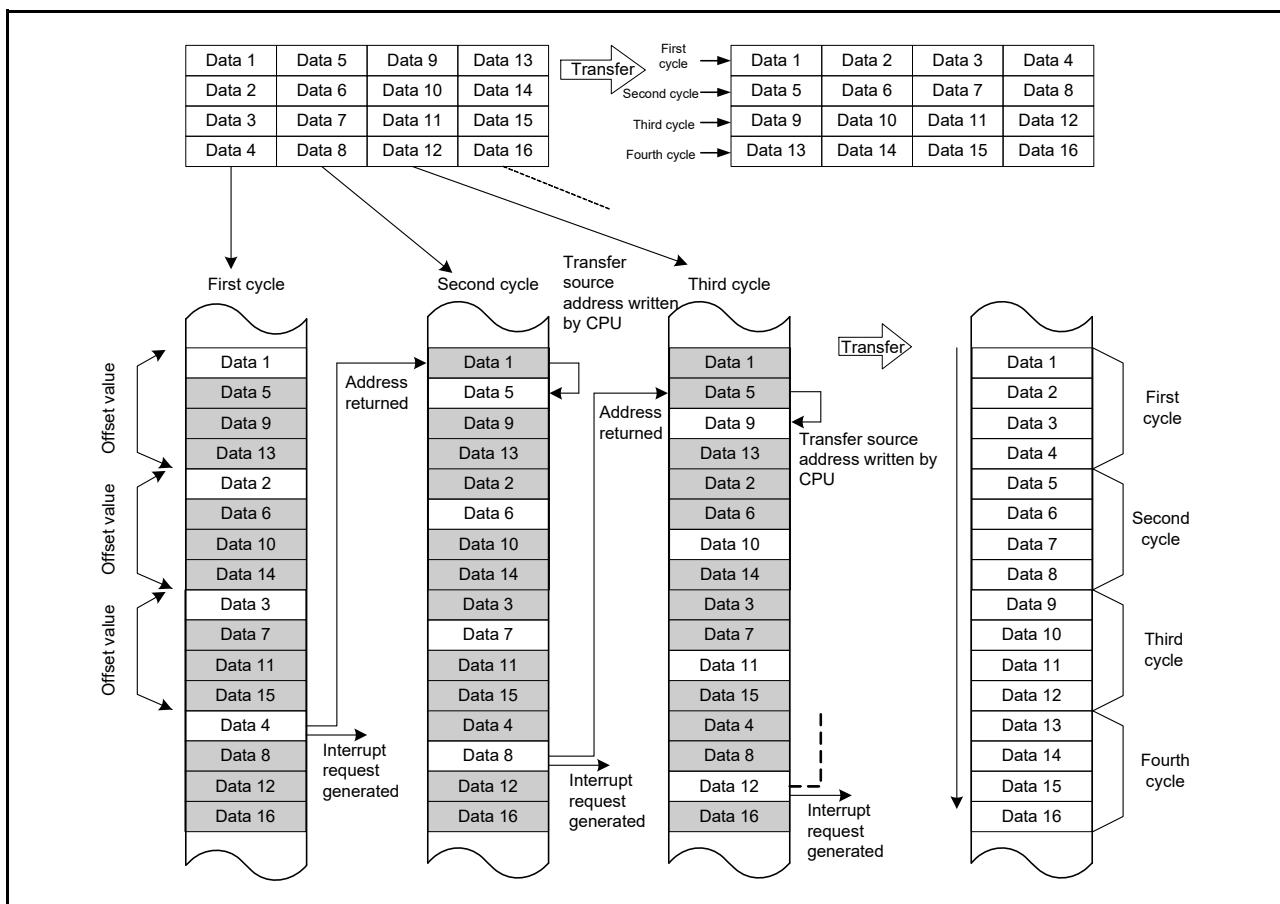 Data 1 Data 5 Data 9 Data 13
Data 2 Data 6 Data 10 Data 14
Data 3 Data 7 Data 11 Data 15
Data 4 Data 8 Data 12 Data 16
Transfer
First
cycle
Second cycle
Third cycle
Fourth cycle
Data 1 Data 2 Data 3 Data 4
Data 5 Data 6 Data 7 Data 8
Data 9 Data 10 Data 11 Data 12
Data 13 Data 14 Data 15 Data 16
First cycle
Offset value
Offset value
Offset value
Data 1
Data 5
Data 9
Data 13
Data 2
Data 6
Data 10
Data 14
Data 3
Data 7
Data 11
Data 15
Data 4
Data 8
Data 12
Data 16
Address
returned
Interrupt
request
generated
Second cycle
Transfer
source
address written
by CPU
Data 1
Data 5
Data 9
Data 13
Data 2
Data 6
Data 10
Data 14
Data 3
Data 7
Data 11
Data 15
Data 4
Data 8
Data 12
Data 16
Address
returned
Interrupt
request
generated
Third cycle
Data 1
Data 5
Data 9
Data 13
Data 2
Data 6
Data 10
Data 14
Data 3
Data 7
Data 11
Data 15
Data 4
Data 8
Data 12
Data 16
Transfer source
address written by
CPU
Interrupt
request
generated
Transfer
Data 1
Data 2
Data 3
Data 4
Data 5
Data 6
Data 7
Data 8
Data 9
Data 10
Data 11
Data 12
Data 13
Data 14
Data 15
Data 16
First
cycle
Second
cycle
Third
cycle
Fourth
cycle